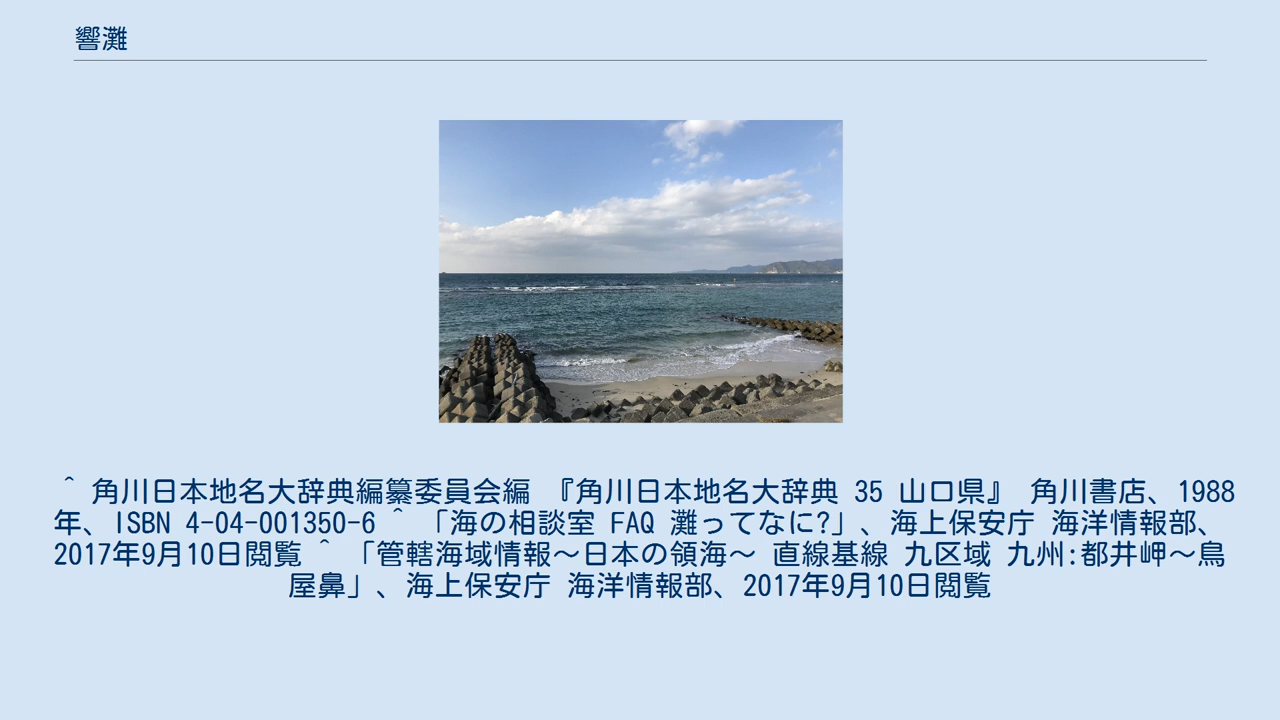 響灘
^ 角川日本地名大辞典編纂委員会編 『角川日本地名大辞典 35 山口県』 角川書店、1988
年、ISBN 4-04-001350-6 ^ 「海の相談室 FAQ 灘ってなに?」、海上保安庁 海洋情報部、
2017年9月10日閲覧 ^ 「管轄海域情報～日本の領海～ 直線基線 九区域 九州:都井岬～鳥
屋鼻」、海上保安庁 海洋情報部、2017年9月10日閲覧